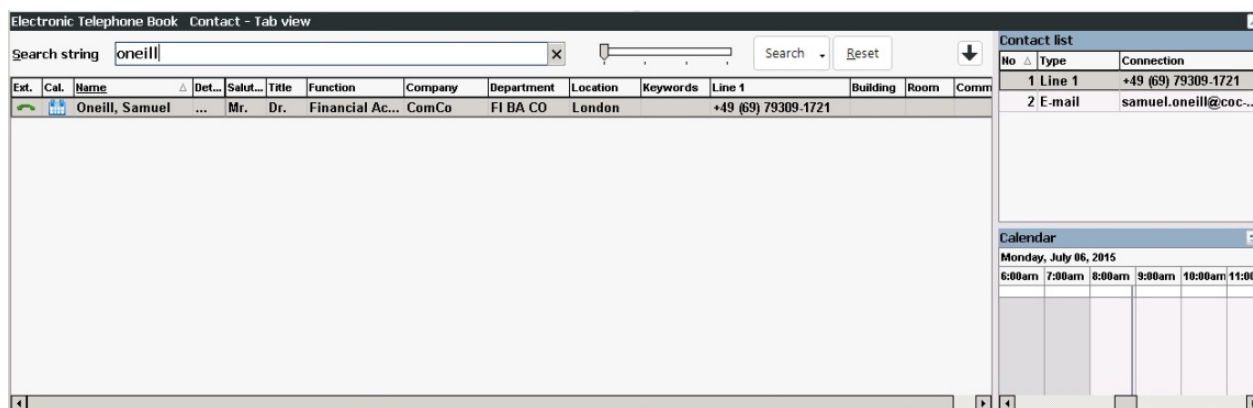 Electronic Telephone Book Contact - Tab view
Search string oneill Search Reset
Ext. Cal. Name Det... Salut... Title Function Company Department Location Keywords Line 1 Building Room Comm
Oneill, Samuel ... Mr. Dr. Financial Ac... ComCo FI BA CO London +49 (69) 79309-1721
Contact list
No Type Connection
1 Line 1 +49 (69) 79309-1721
2 E-mail samuel.oneill@coc-...
Calendar
Monday, July 06, 2015
6:00am 7:00am 8:00am 9:00am 10:00am 11:00